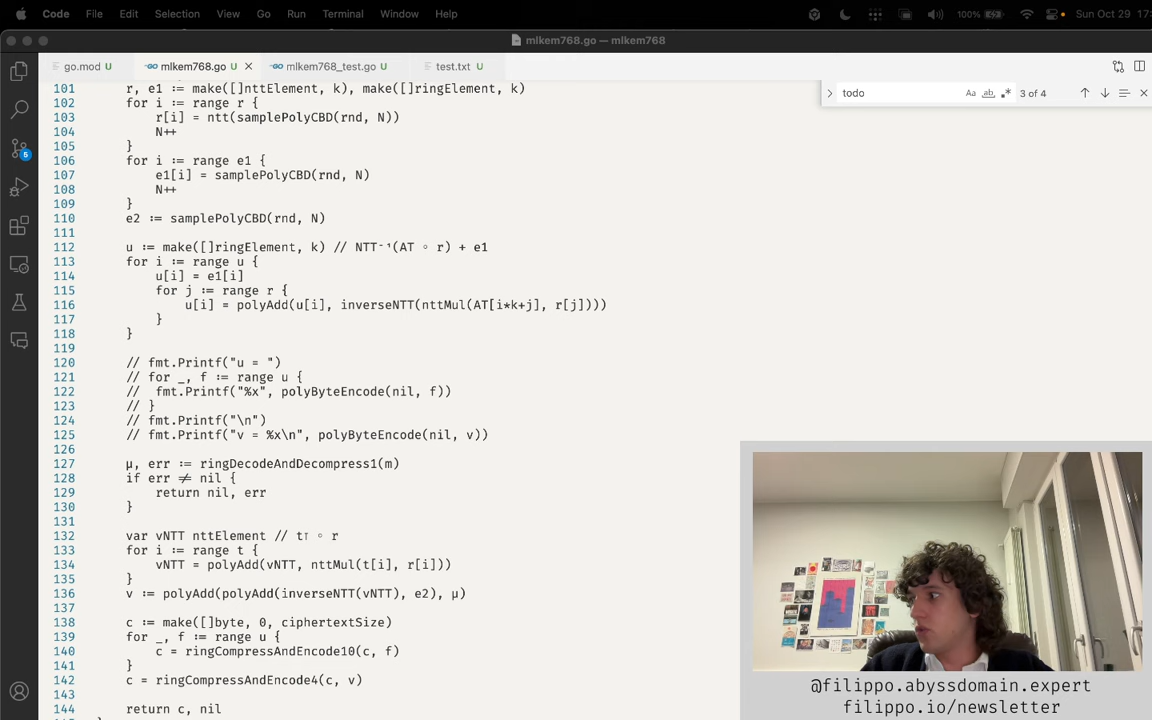 Code File Edit Selection View Go Run Terminal Window Help 100% Sun Oct 29
mlkem768.go — mlkem768
go.mod U mlkem768.go U mlkem768_test.go U test.txt U
todo Aa ab .* 3 of 4
101 r, e1 := make([]nttElement, k), make([]ringElement, k)
102 for i := range r {
103 r[i] = ntt(samplePolyCBD(rnd, N))
104 N++
105 }
106 for i := range e1 {
107 e1[i] = samplePolyCBD(rnd, N)
108 N++
109 }
110 e2 := samplePolyCBD(rnd, N)
111
112 u := make([]ringElement, k) // NTT⁻¹(AT ◦ r) + e1
113 for i := range u {
114 u[i] = e1[i]
115 for j := range r {
116 u[i] = polyAdd(u[i], inverseNTT(nttMul(AT[i*k+j], r[j])))
117 }
118 }
119
120 // fmt.Printf("u = ")
121 // for _, f := range u {
122 // fmt.Printf("%x", polyByteEncode(nil, f))
123 // }
124 // fmt.Printf("\n")
125 // fmt.Printf("v = %x\n", polyByteEncode(nil, v))
126
127 μ, err := ringDecodeAndDecompress1(m)
128 if err ≠ nil {
129 return nil, err
130 }
131
132 var vNTT nttElement // t⊺ ◦ r
133 for i := range t {
134 vNTT = polyAdd(vNTT, nttMul(t[i], r[i]))
135 }
136 v := polyAdd(polyAdd(inverseNTT(vNTT), e2), μ)
137
138 c := make([]byte, 0, ciphertextSize)
139 for _, f := range u {
140 c = ringCompressAndEncode10(c, f)
141 }
142 c = ringCompressAndEncode4(c, v)
143
144 return c, nil
5
@filippo.abyssdomain.expert
filippo.io/newsletter